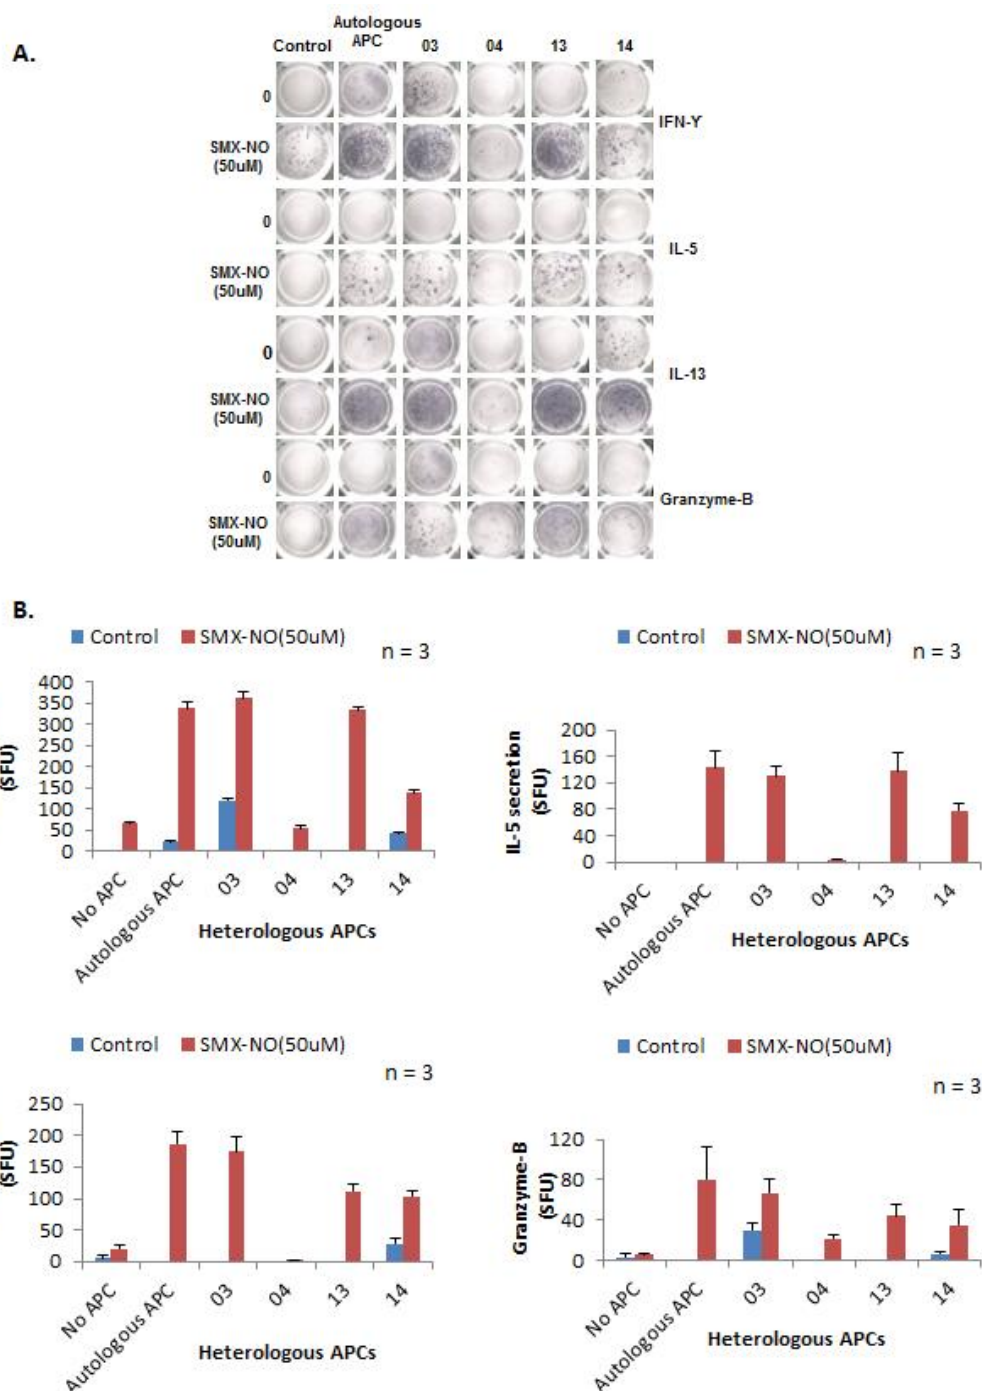 A.
Control
Autologous
APC
03
04
13
14
0
IFN-Y
SMX-NO
(50uM)
0
IL-5
SMX-NO
(50uM)
0
IL-13
SMX-NO
(50uM)
0
Granzyme-B
SMX-NO
(50uM)
B.
Control SMX-NO(50uM)
n = 3
400
350
300
250
200
150
100
50
0
(SFU)
No APC
Autologous APC
03
04
13
14
Heterologous APCs
Control SMX-NO(50uM)
n = 3
200
160
120
80
40
0
IL-5 secretion
(SFU)
No APC
Autologous APC
03
04
13
14
Heterologous APCs
Control SMX-NO(50uM)
n = 3
250
200
150
100
50
0
(SFU)
No APC
Autologous APC
03
04
13
14
Heterologous APCs
Control SMX-NO(50uM)
n = 3
120
80
40
0
Granzyme-B
(SFU)
No APC
Autologous APC
03
04
13
14
Heterologous APCs